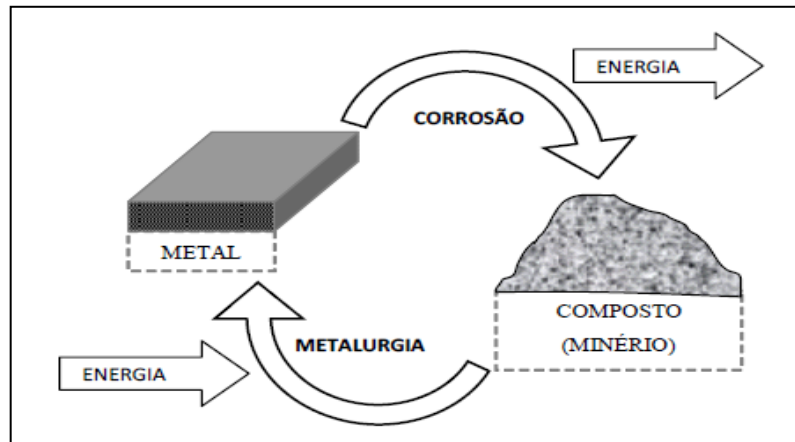 ENERGIA
CORROSÃO
METAL
COMPOSTO
(MINÉRIO)
METALURGIA
ENERGIA